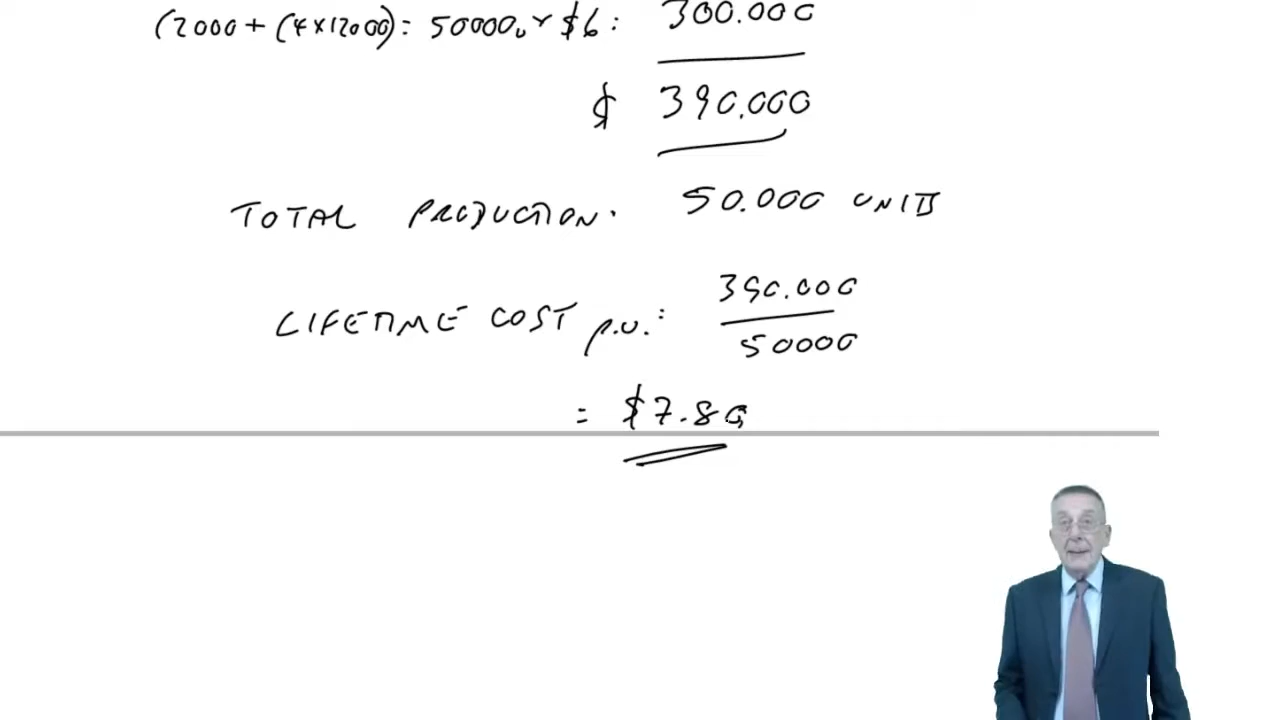 (2000 + (4×12000) = 50000u × $6 : 300.000
$ 390.000
TOTAL PRODUCTION. 50.000 UNITS
LIFETIME COST p.u.: 390.000
50000
= $7.80